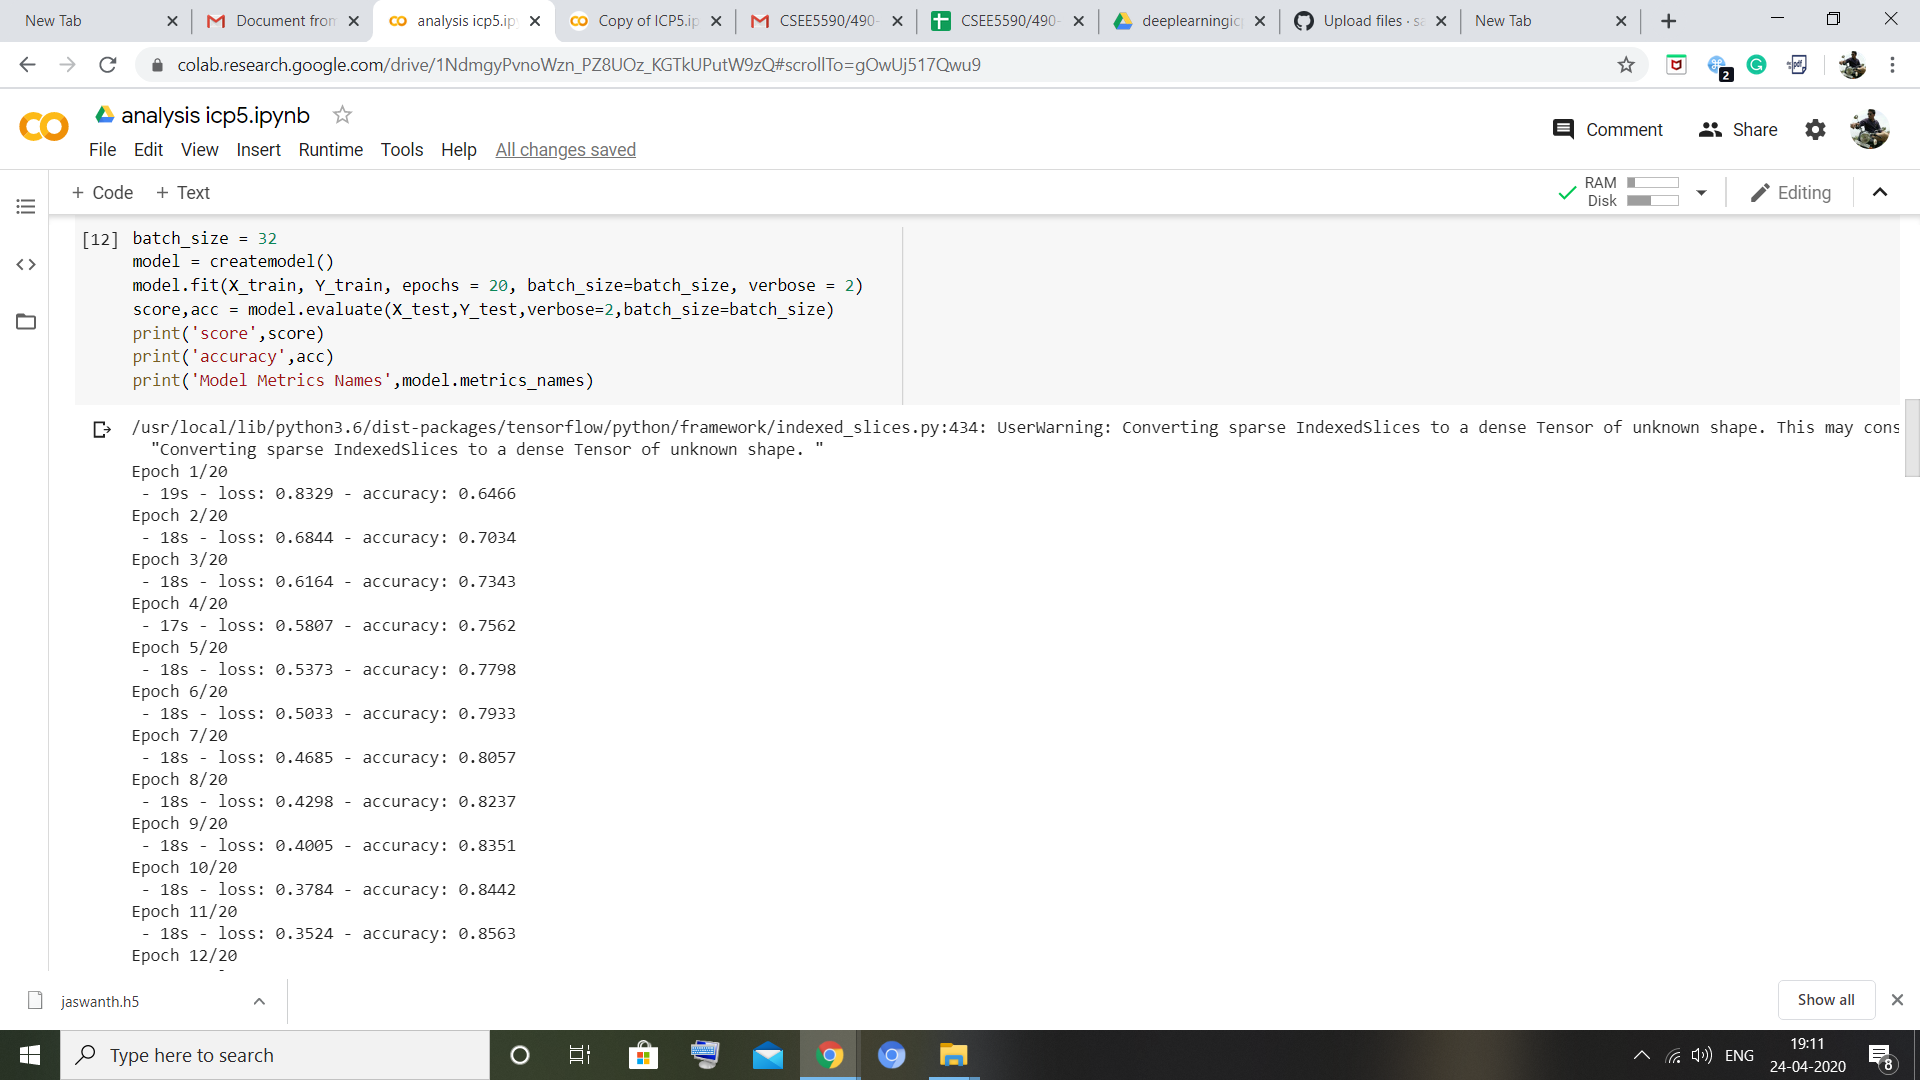 New Tab
Document from
analysis icp5.ip
Copy of ICP5.ip
CSEE5590/490-
CSEE5590/490-
deeplearningic
Upload files · sa
New Tab
colab.research.google.com/drive/1NdmgyPvnoWzn_PZ8UOz_KGTkUPutW9zQ#scrollTo=gOwUj517Qwu9
2
analysis icp5.ipynb
Comment
Share
File Edit View Insert Runtime Tools Help All changes saved
+ Code + Text
RAM
Disk
Editing
[12] batch_size = 32
model = createmodel()
model.fit(X_train, Y_train, epochs = 20, batch_size=batch_size, verbose = 2)
score,acc = model.evaluate(X_test,Y_test,verbose=2,batch_size=batch_size)
print('score',score)
print('accuracy',acc)
print('Model Metrics Names',model.metrics_names)
/usr/local/lib/python3.6/dist-packages/tensorflow/python/framework/indexed_slices.py:434: UserWarning: Converting sparse IndexedSlices to a dense Tensor of unknown shape. This may cons
"Converting sparse IndexedSlices to a dense Tensor of unknown shape. "
Epoch 1/20
- 19s - loss: 0.8329 - accuracy: 0.6466
Epoch 2/20
- 18s - loss: 0.6844 - accuracy: 0.7034
Epoch 3/20
- 18s - loss: 0.6164 - accuracy: 0.7343
Epoch 4/20
- 17s - loss: 0.5807 - accuracy: 0.7562
Epoch 5/20
- 18s - loss: 0.5373 - accuracy: 0.7798
Epoch 6/20
- 18s - loss: 0.5033 - accuracy: 0.7933
Epoch 7/20
- 18s - loss: 0.4685 - accuracy: 0.8057
Epoch 8/20
- 18s - loss: 0.4298 - accuracy: 0.8237
Epoch 9/20
- 18s - loss: 0.4005 - accuracy: 0.8351
Epoch 10/20
- 18s - loss: 0.3784 - accuracy: 0.8442
Epoch 11/20
- 18s - loss: 0.3524 - accuracy: 0.8563
Epoch 12/20
jaswanth.h5
Show all
Type here to search
ENG
19:11
24-04-2020
8